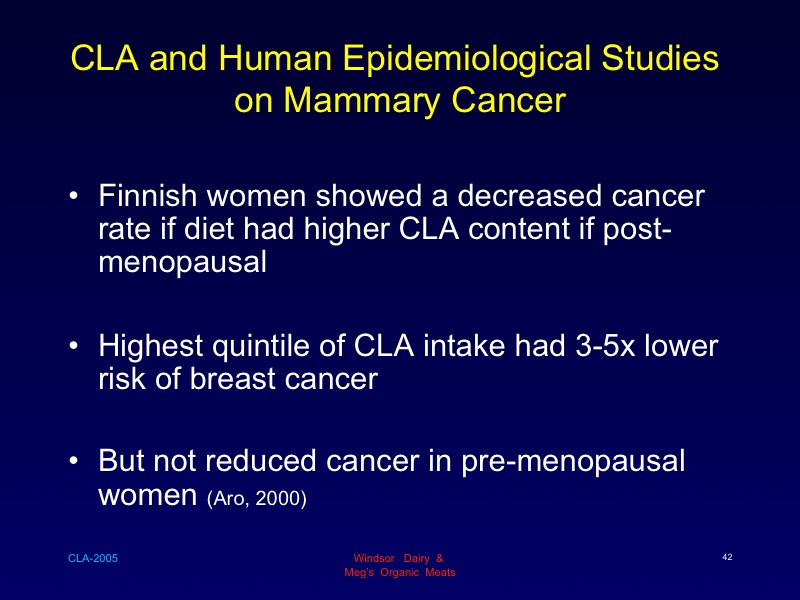 CLA and Human Epidemiological Studies
on Mammary Cancer
• Finnish women showed a decreased cancer
rate if diet had higher CLA content if post-
menopausal
• Highest quintile of CLA intake had 3-5x lower
risk of breast cancer
• But not reduced cancer in pre-menopausal
women (Aro, 2000)
CLA-2005
Windsor Dairy &
Meg's Organic Meats
42